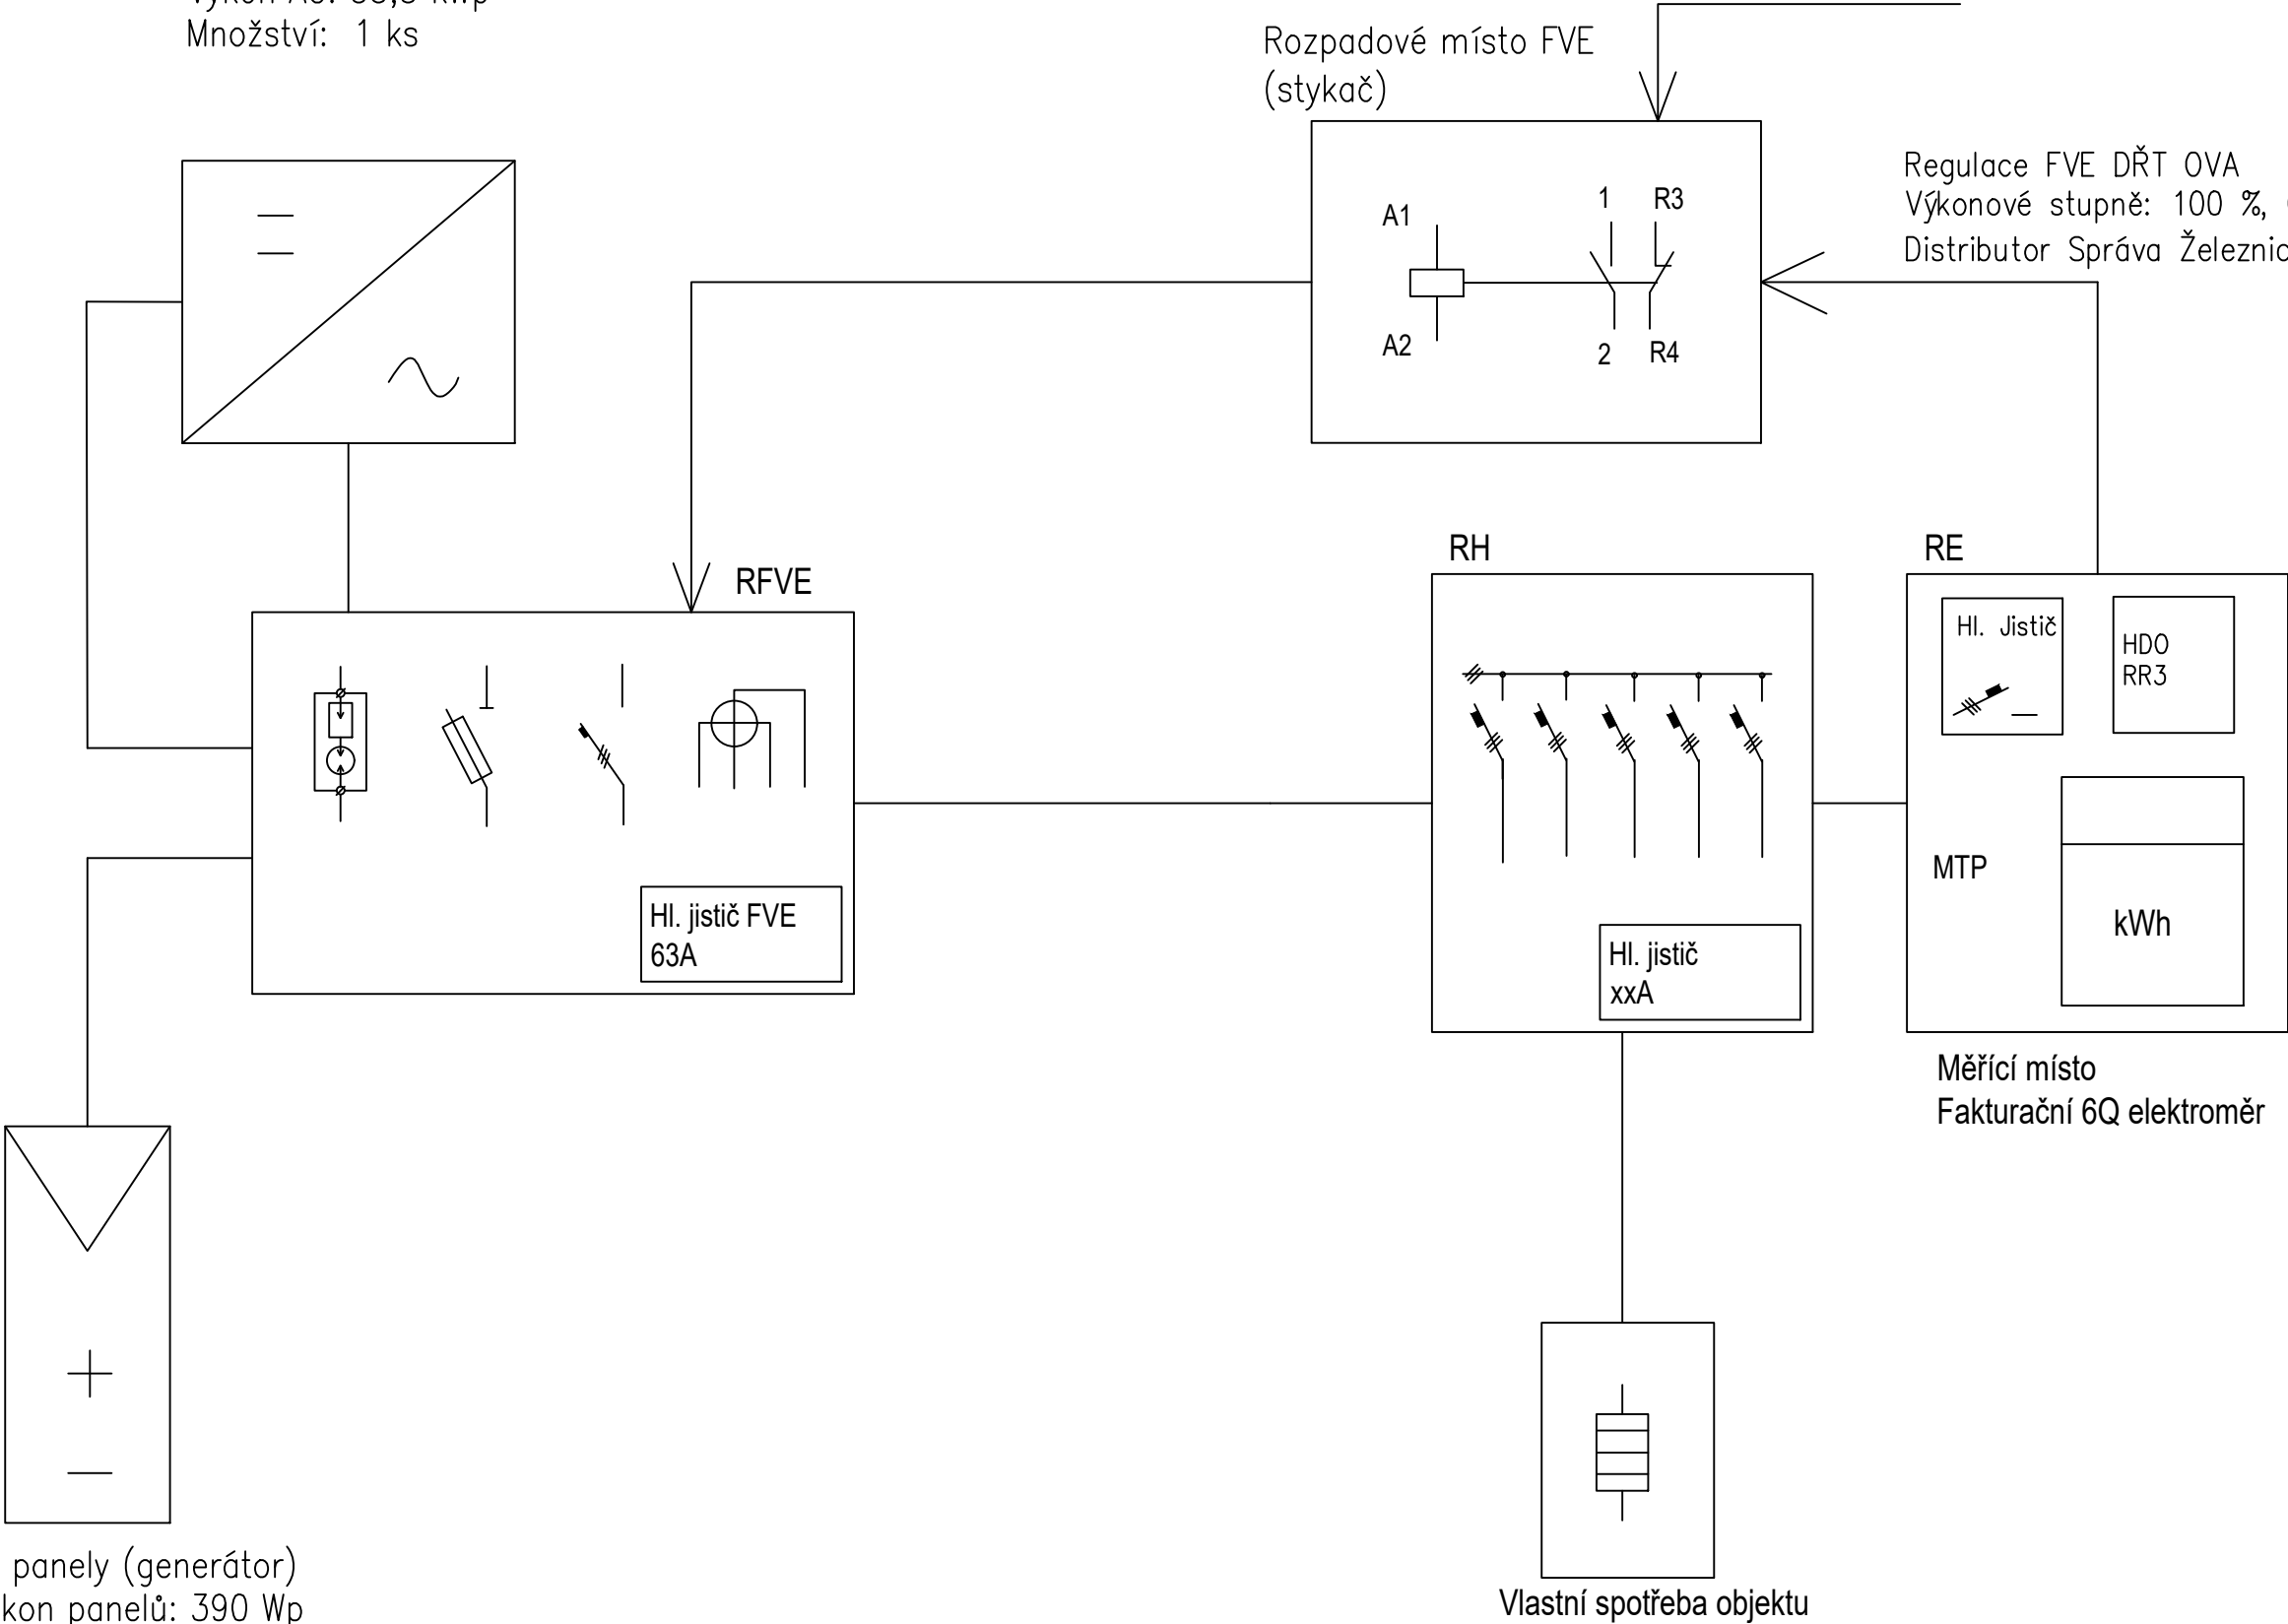 Množství: 1 ks
Rozpadové místo FVE
(stykač)
Regulace FVE DŘT OVA
Výkonové stupně: 100 %,
Distributor Správa
A1
1
R3
A2
2
R4
RFVE
RH
RE
Hl. Jistič
HDO
RR3
MTP
kWh
Hl. jistič FVE
63A
Hl. jistič
xxA
Měřící místo
Fakturační 6Q elektroměr
panely (generátor)
panelů: 390 Wp
Vlastní spotřeba objektu